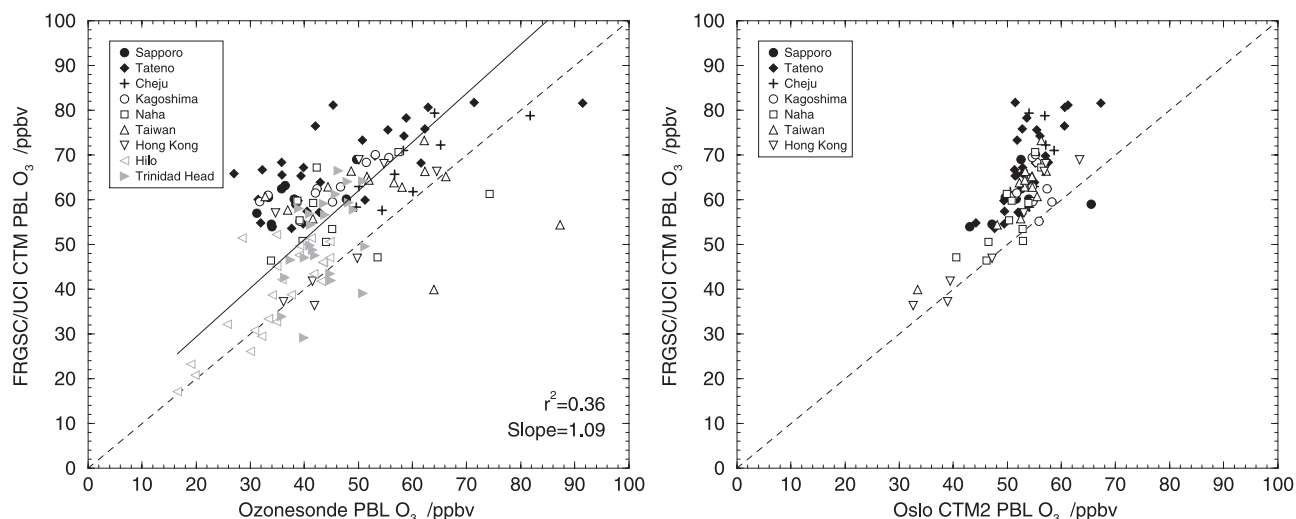 FRGSC/UCI CTM PBL O3 /ppbv
100
90
80
70
60
50
40
30
20
10
0
Sapporo
Tateno
Cheju
Kagoshima
Naha
Taiwan
Hong Kong
Hilo
Trinidad Head
r2=0.36
Slope=1.09
0 10 20 30 40 50 60 70 80 90 100
Ozonesonde PBL O3 /ppbv
FRGSC/UCI CTM PBL O3 /ppbv
100
90
80
70
60
50
40
30
20
10
0
Sapporo
Tateno
Cheju
Kagoshima
Naha
Taiwan
Hong Kong
0 10 20 30 40 50 60 70 80 90 100
Oslo CTM2 PBL O3 /ppbv